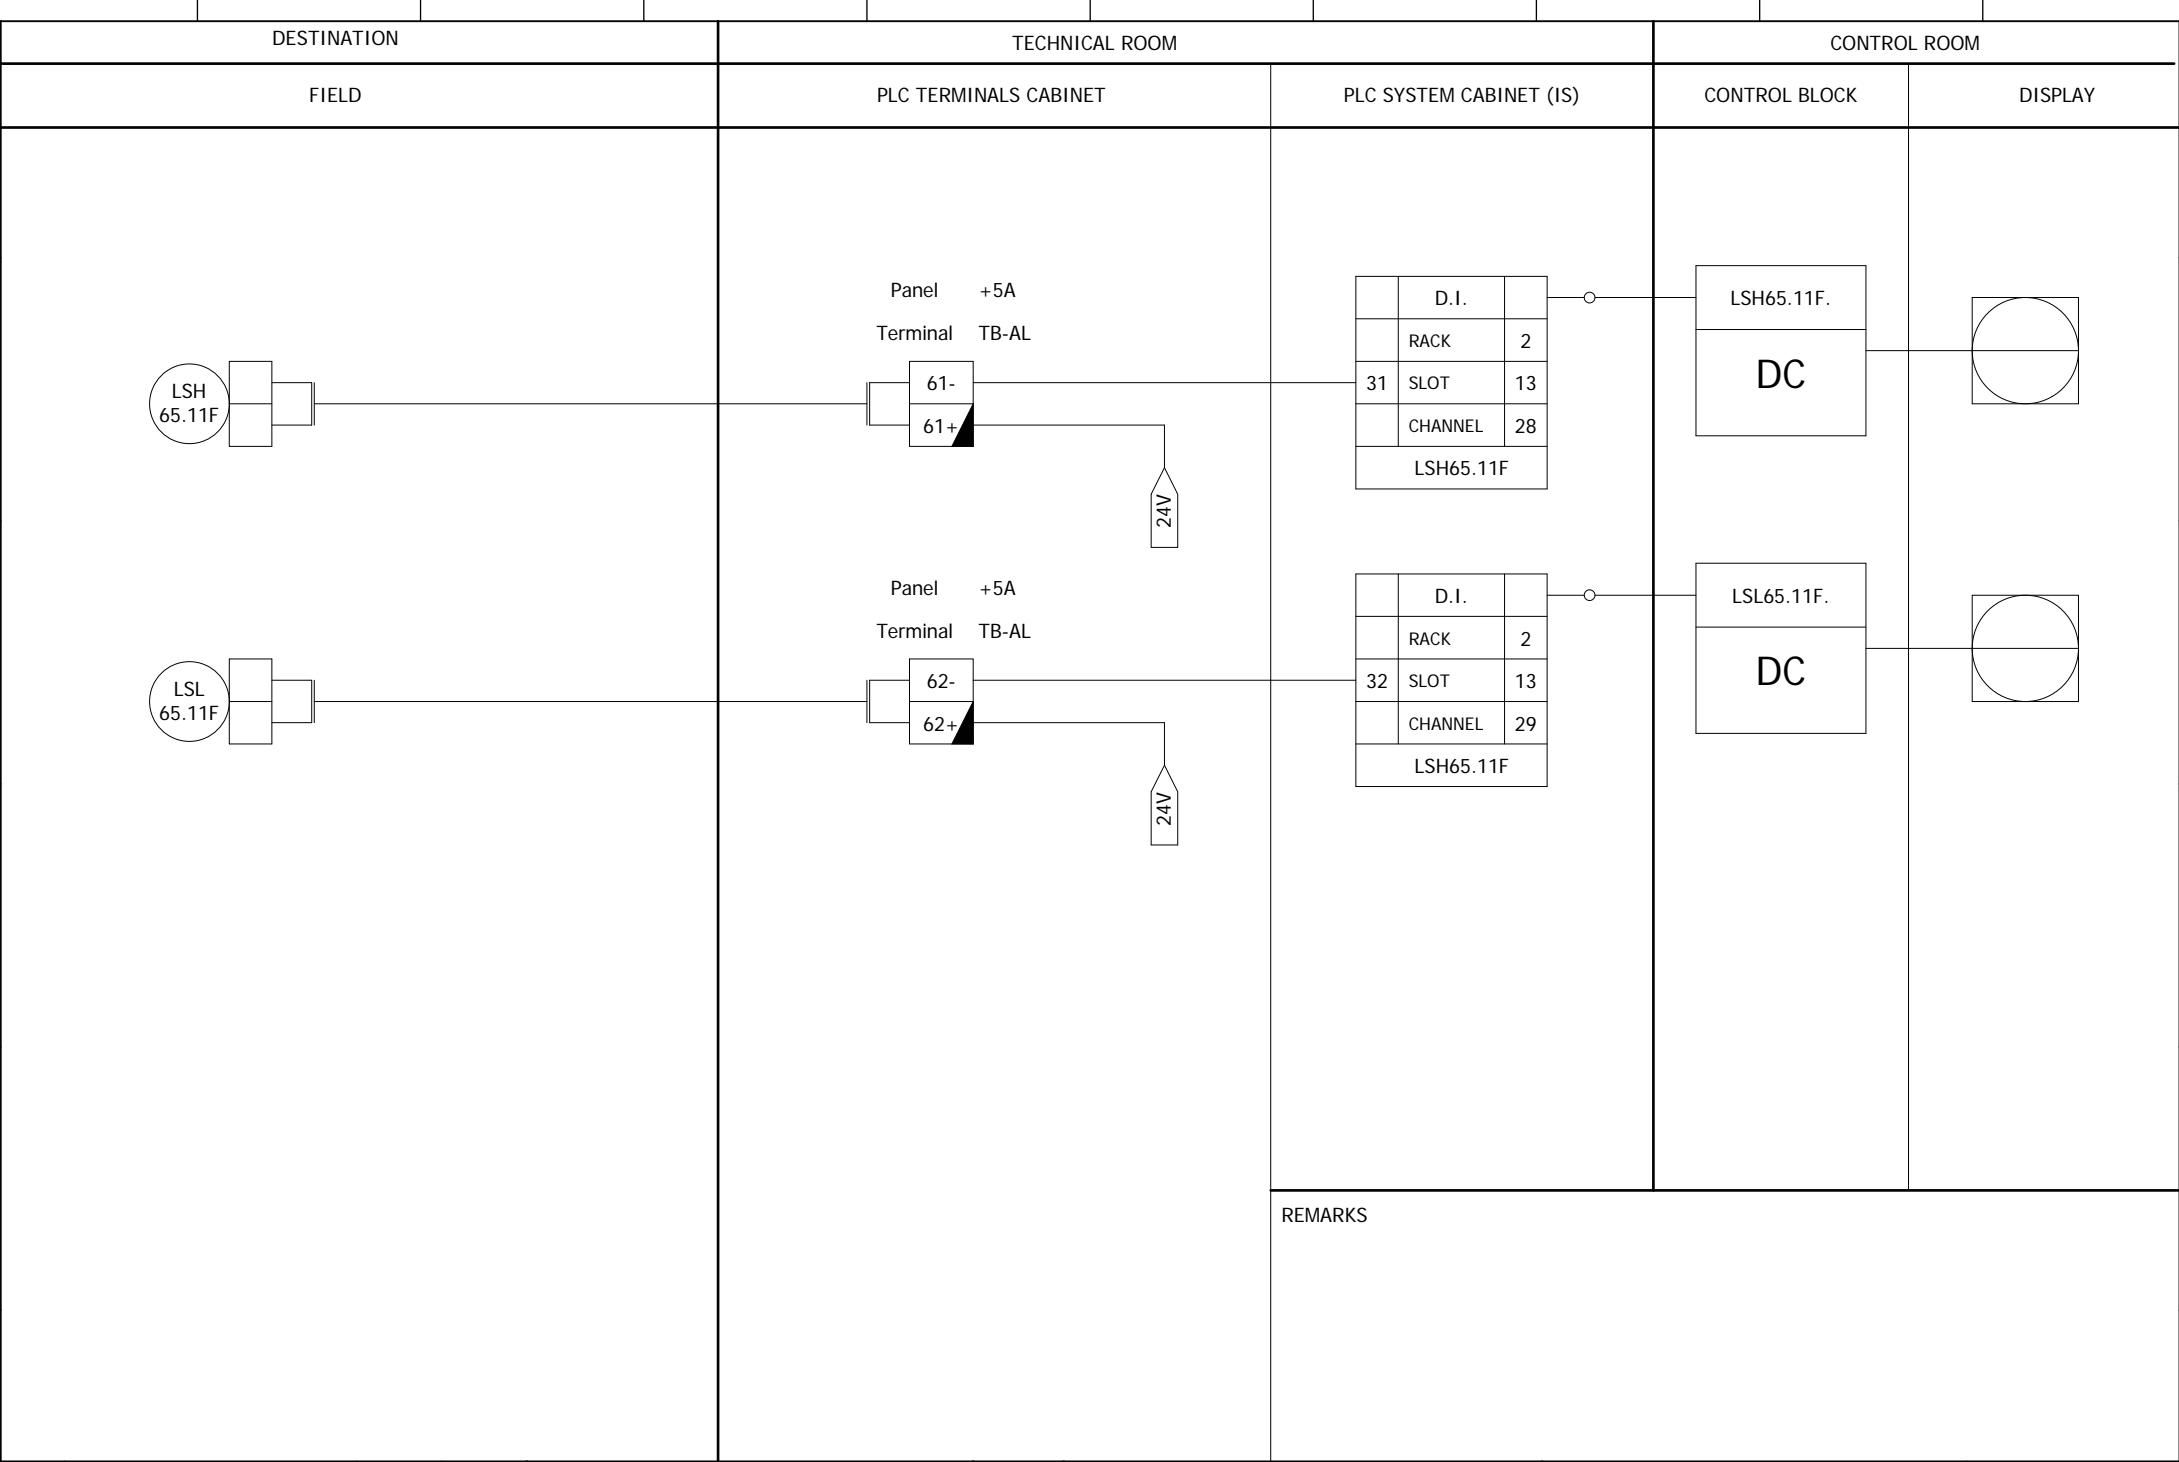 DESTINATION
TECHNICAL ROOM
CONTROL ROOM
FIELD
PLC TERMINALS CABINET
PLC SYSTEM CABINET (IS)
CONTROL BLOCK
DISPLAY
LSH
65.11F
Panel +5A
Terminal TB-AL
61-
61+
24V
D.I.
RACK 2
31 SLOT 13
CHANNEL 28
LSH65.11F
LSH65.11F.
DC
LSL
65.11F
Panel +5A
Terminal TB-AL
62-
62+
24V
D.I.
RACK 2
32 SLOT 13
CHANNEL 29
LSH65.11F
LSL65.11F.
DC
REMARKS